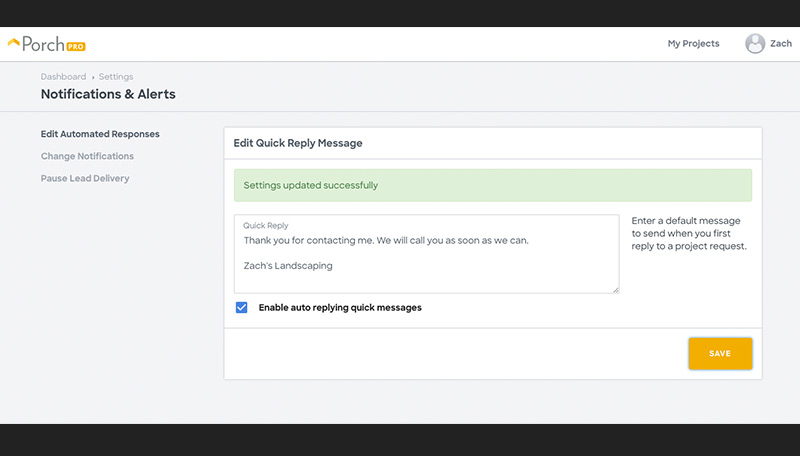 Porch PRO
My Projects
Zach
Dashboard › Settings
Notifications & Alerts
Edit Automated Responses
Change Notifications
Pause Lead Delivery
Edit Quick Reply Message
Settings updated successfully
Quick Reply
Thank you for contacting me. We will call you as soon as we can.
Zach's Landscaping
Enter a default message
to send when you first
reply to a project request.
Enable auto replying quick messages
SAVE